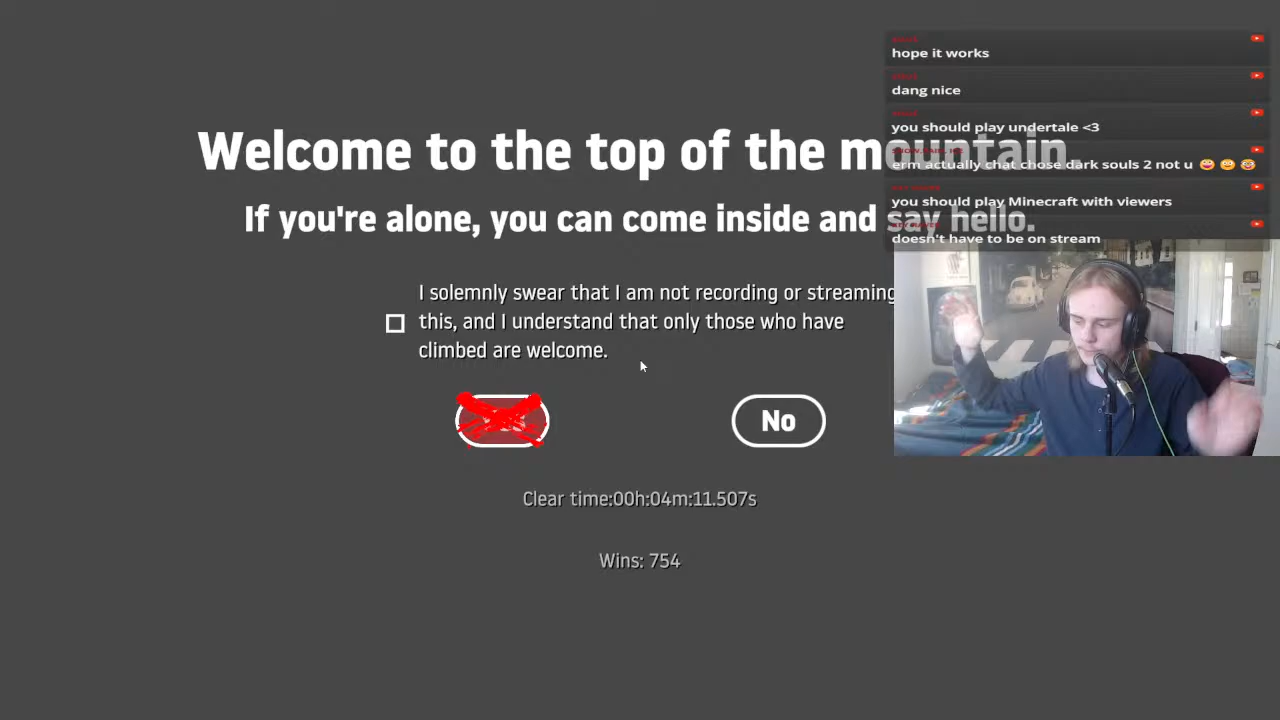 hope it works
dang nice
you should play undertale <3
erm actually chat chose dark souls 2 not u 😝 😁 🤡
you should play Minecraft with viewers
doesn't have to be on stream
Welcome to the top of the mountain.
If you're alone, you can come inside and say hello.
I solemnly swear that I am not recording or streaming
this, and I understand that only those who have
climbed are welcome.
No
Clear time:00h:04m:11.507s
Wins: 754